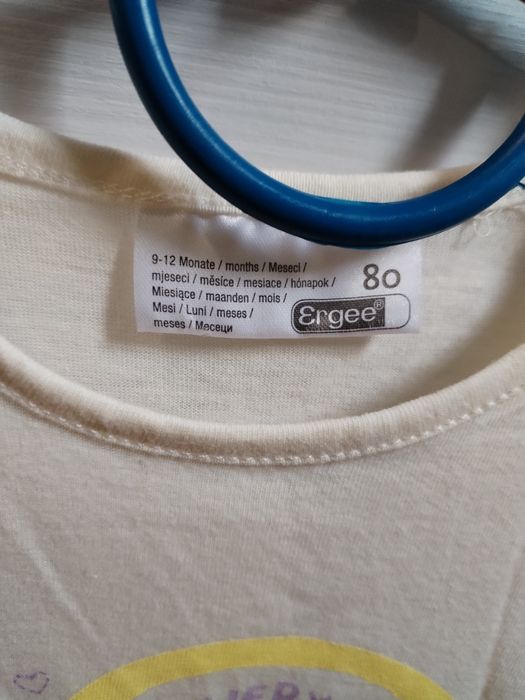 9-12 Monate / months / Meseci /
mjeseci / měsíce / mesiace / hónapok /
Miesiące / maanden / mois /
Mesi / Luni / meses /
meses / Месеци
80
Ergee®